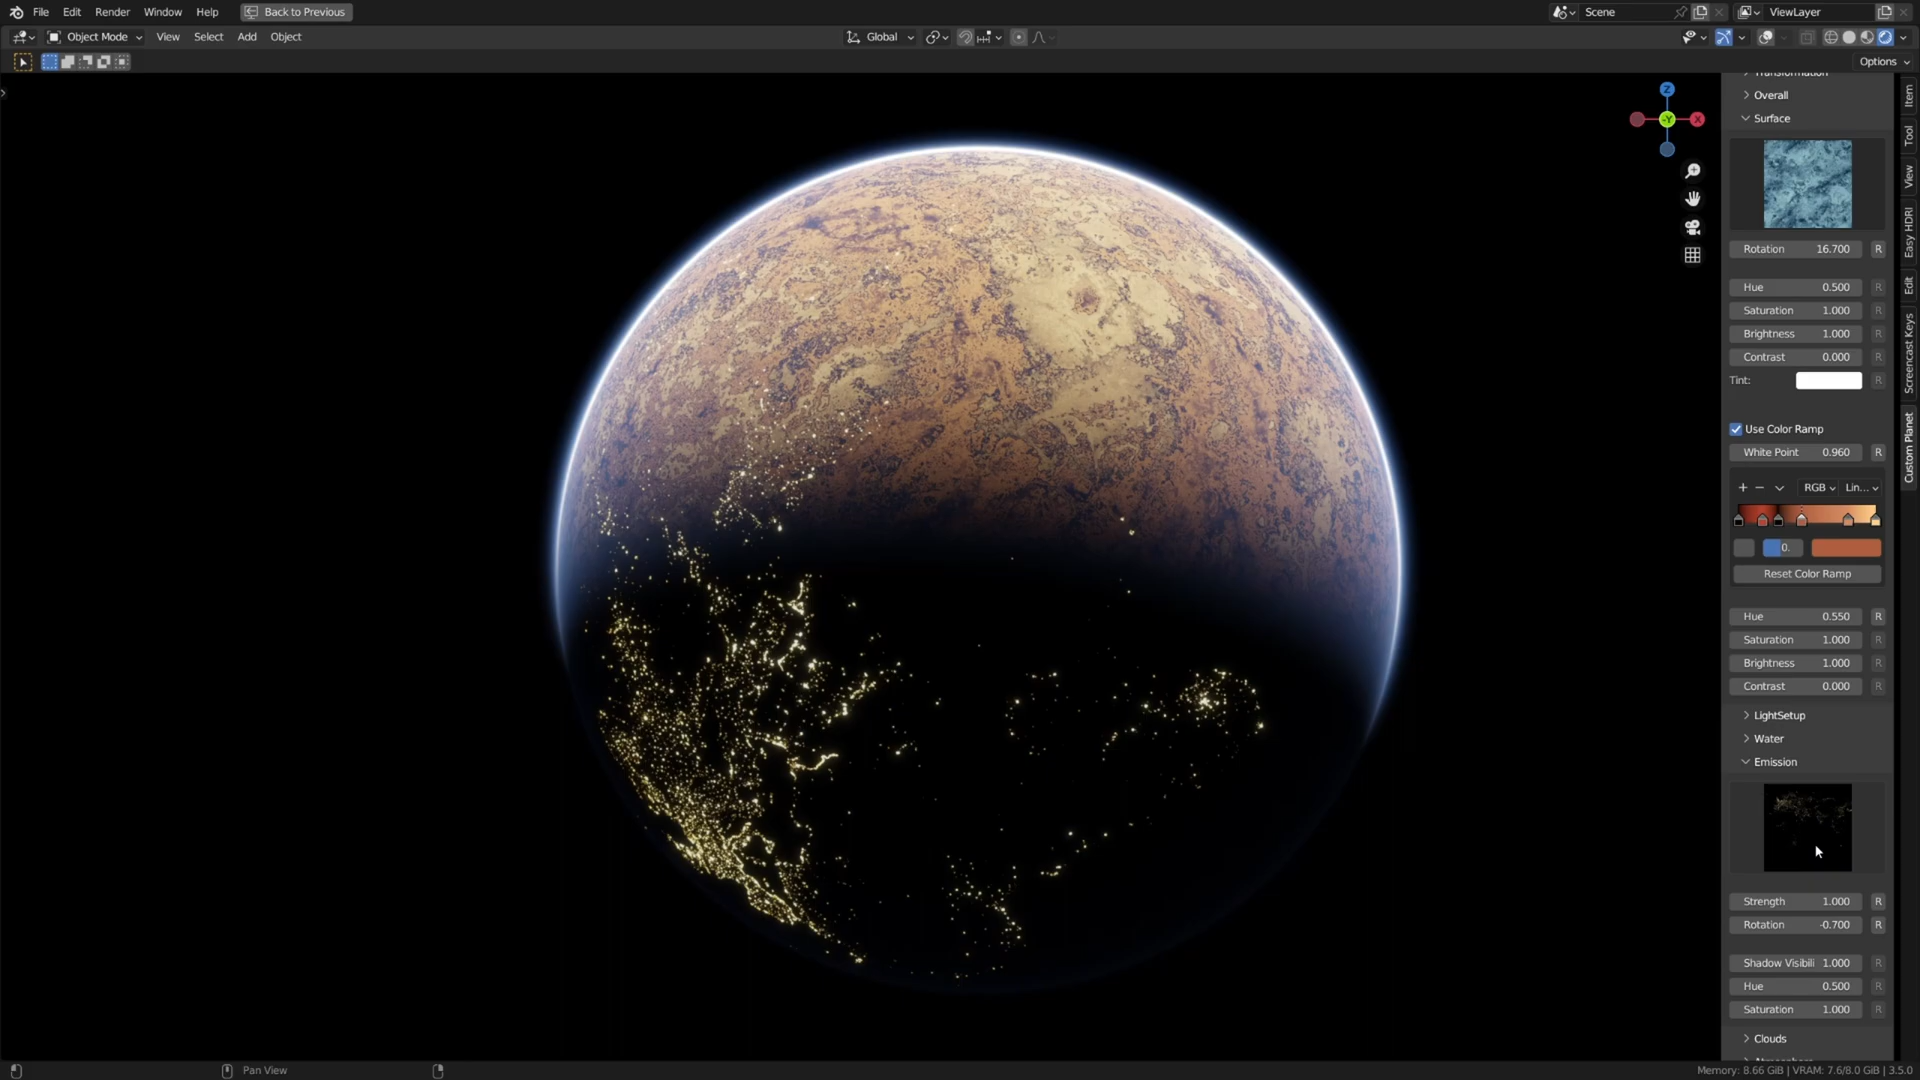 File Edit Render Window Help Back to Previous Scene ViewLayer
Object Mode View Select Add Object Global
Options
Transformation
Overall
Surface
Rotation 16.700 R
Hue 0.500 R
Saturation 1.000 R
Brightness 1.000 R
Contrast 0.000 R
Tint: R
Use Color Ramp
White Point 0.960 R
RGB Lin...
0.
Reset Color Ramp
Hue 0.550 R
Saturation 1.000 R
Brightness 1.000 R
Contrast 0.000 R
LightSetup
Water
Emission
Strength 1.000 R
Rotation -0.700 R
Shadow Visibili 1.000 R
Hue 0.500 R
Saturation 1.000 R
Clouds
Atmosphere
Z
-Y
X
Item
Tool
View
Easy HDRI
Edit
Screencast Keys
Custom Planet
Pan View
Memory: 8.66 GiB | VRAM: 7.6/8.0 GiB | 3.5.0